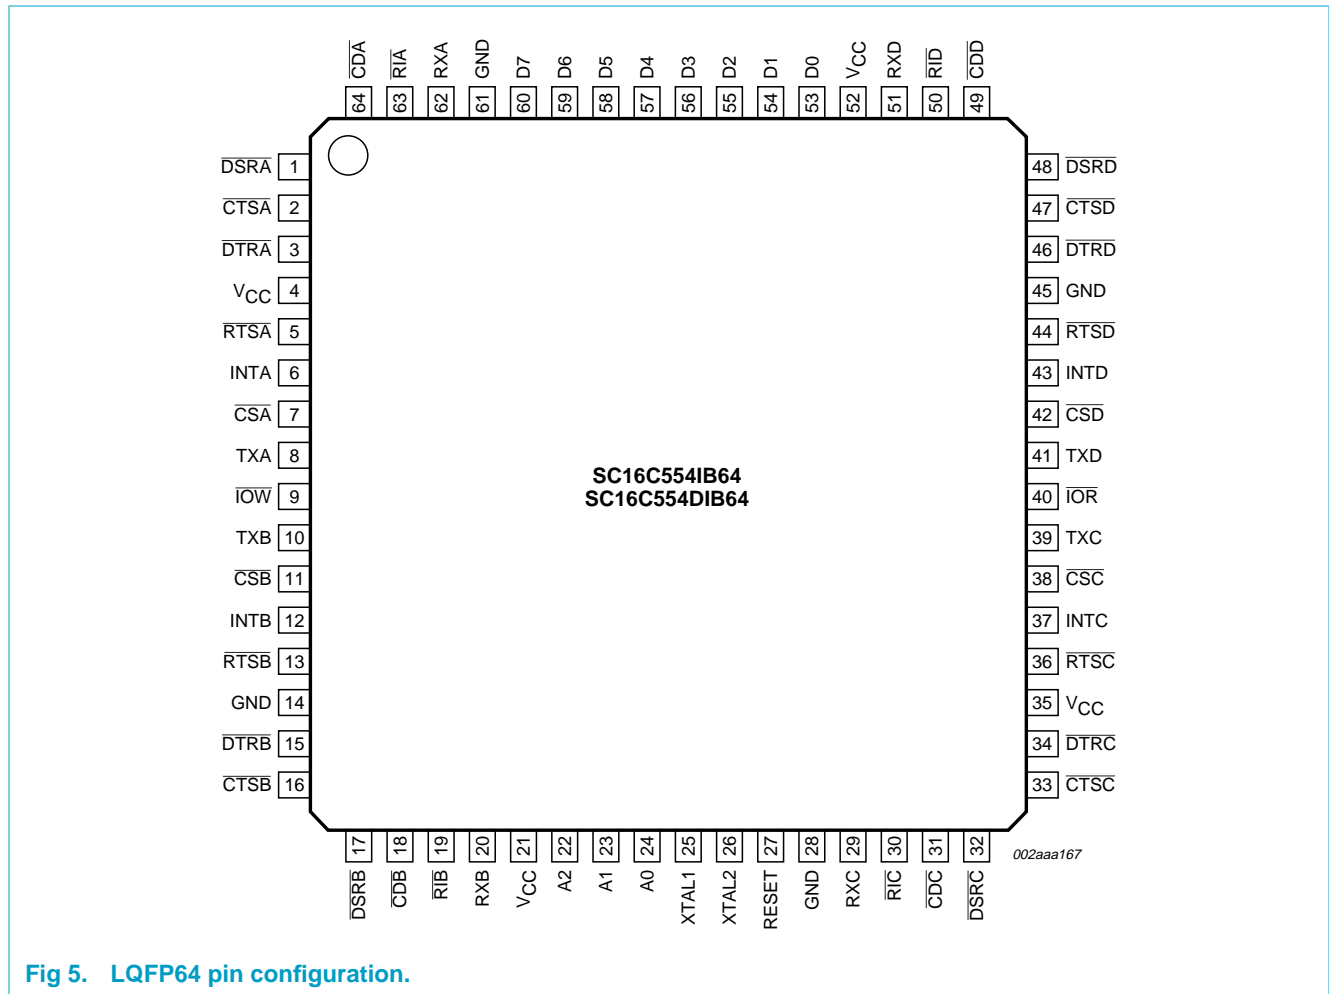 CDA RIA RXA GND D7 D6 D5 D4 D3 D2 D1 D0 VCC RXD RID CDD
64 63 62 61 60 59 58 57 56 55 54 53 52 51 50 49
DSRA 1 48 DSRD
CTSA 2 47 CTSD
DTRA 3 46 DTRD
VCC 4 45 GND
RTSA 5 44 RTSD
INTA 6 43 INTD
CSA 7 42 CSD
TXA 8 41 TXD
SC16C554IB64
SC16C554DIB64
IOW 9 40 IOR
TXB 10 39 TXC
CSB 11 38 CSC
INTB 12 37 INTC
RTSB 13 36 RTSC
GND 14 35 VCC
DTRB 15 34 DTRC
CTSB 16 33 CTSC
17 18 19 20 21 22 23 24 25 26 27 28 29 30 31 32
DSRB CDB RIB RXB VCC A2 A1 A0 XTAL1 XTAL2 RESET GND RXC RIC CDC DSRC
002aaa167
Fig 5. LQFP64 pin configuration.